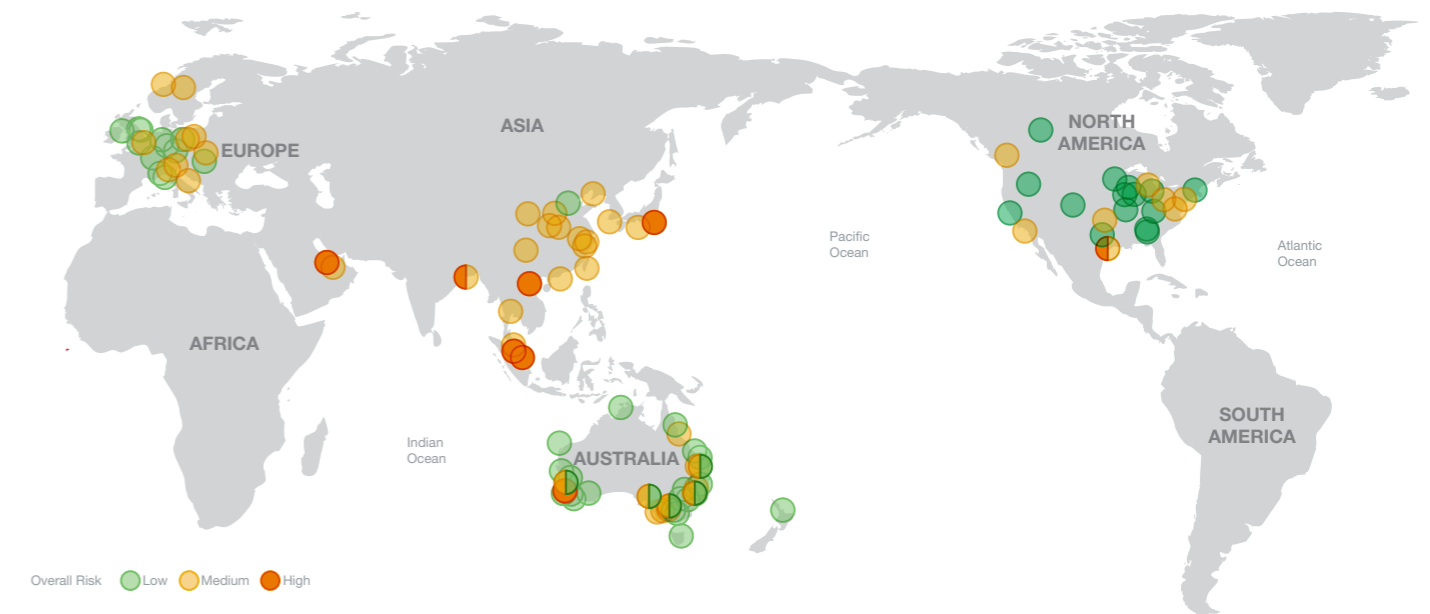 NORTH
AMERICA
ASIA
EUROPE
Pacific
Ocean
Atlantic
Ocean
AFRICA
SOUTH
AMERICA
Indian
Ocean
AUSTRALIA
Overall Risk Low Medium High